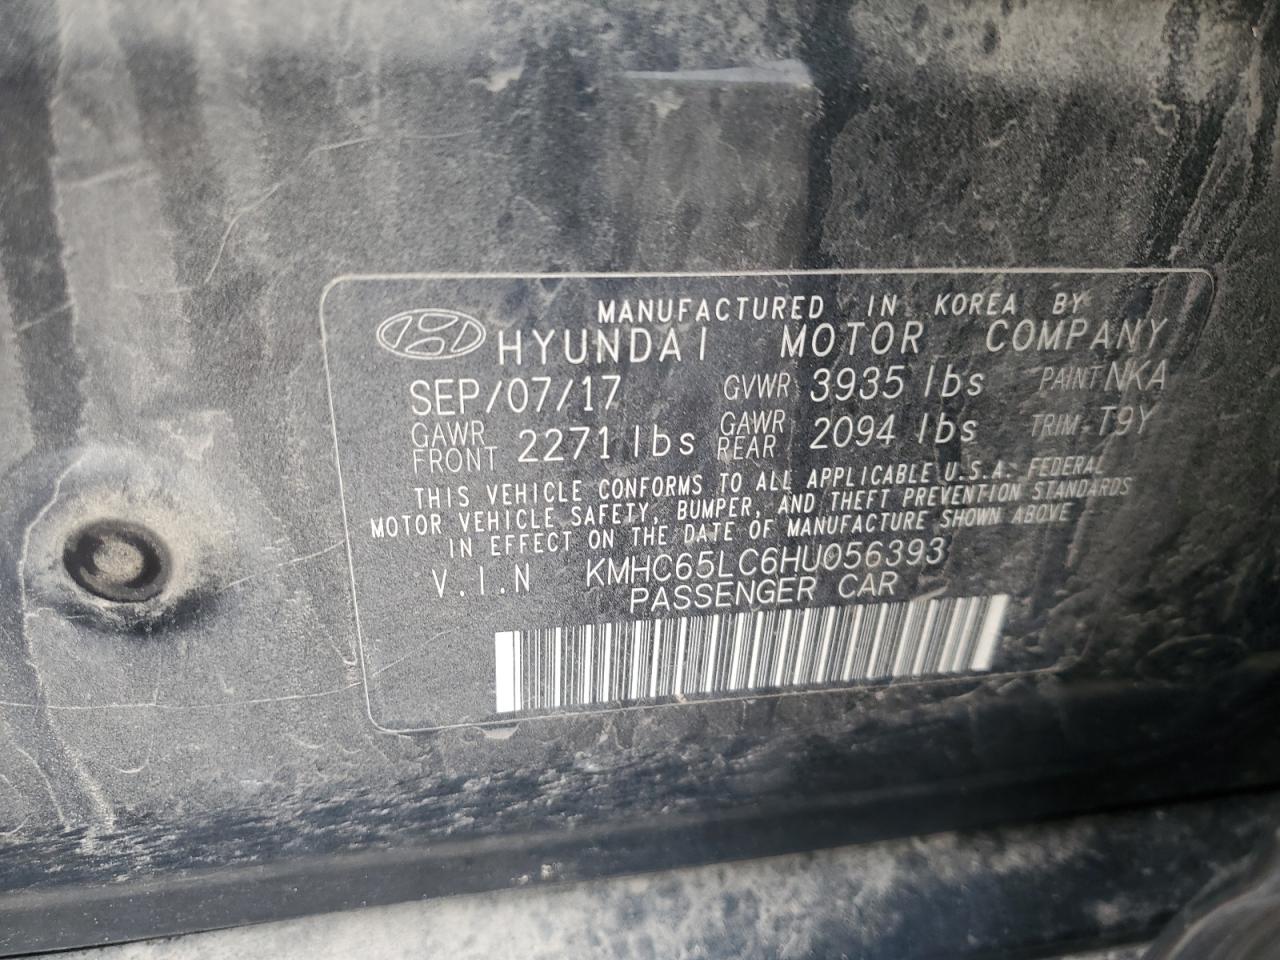 MANUFACTURED IN KOREA BY
HYUNDAI MOTOR COMPANY
SEP/07/17 GVWR 3935 lbs PAINT NKA
GAWR FRONT 2271 lbs GAWR REAR 2094 lbs TRIM T9Y
THIS VEHICLE CONFORMS TO ALL APPLICABLE U.S.A. FEDERAL
MOTOR VEHICLE SAFETY, BUMPER, AND THEFT PREVENTION STANDARDS
IN EFFECT ON THE DATE OF MANUFACTURE SHOWN ABOVE
V.I.N KMHC65LC6HU056393
PASSENGER CAR